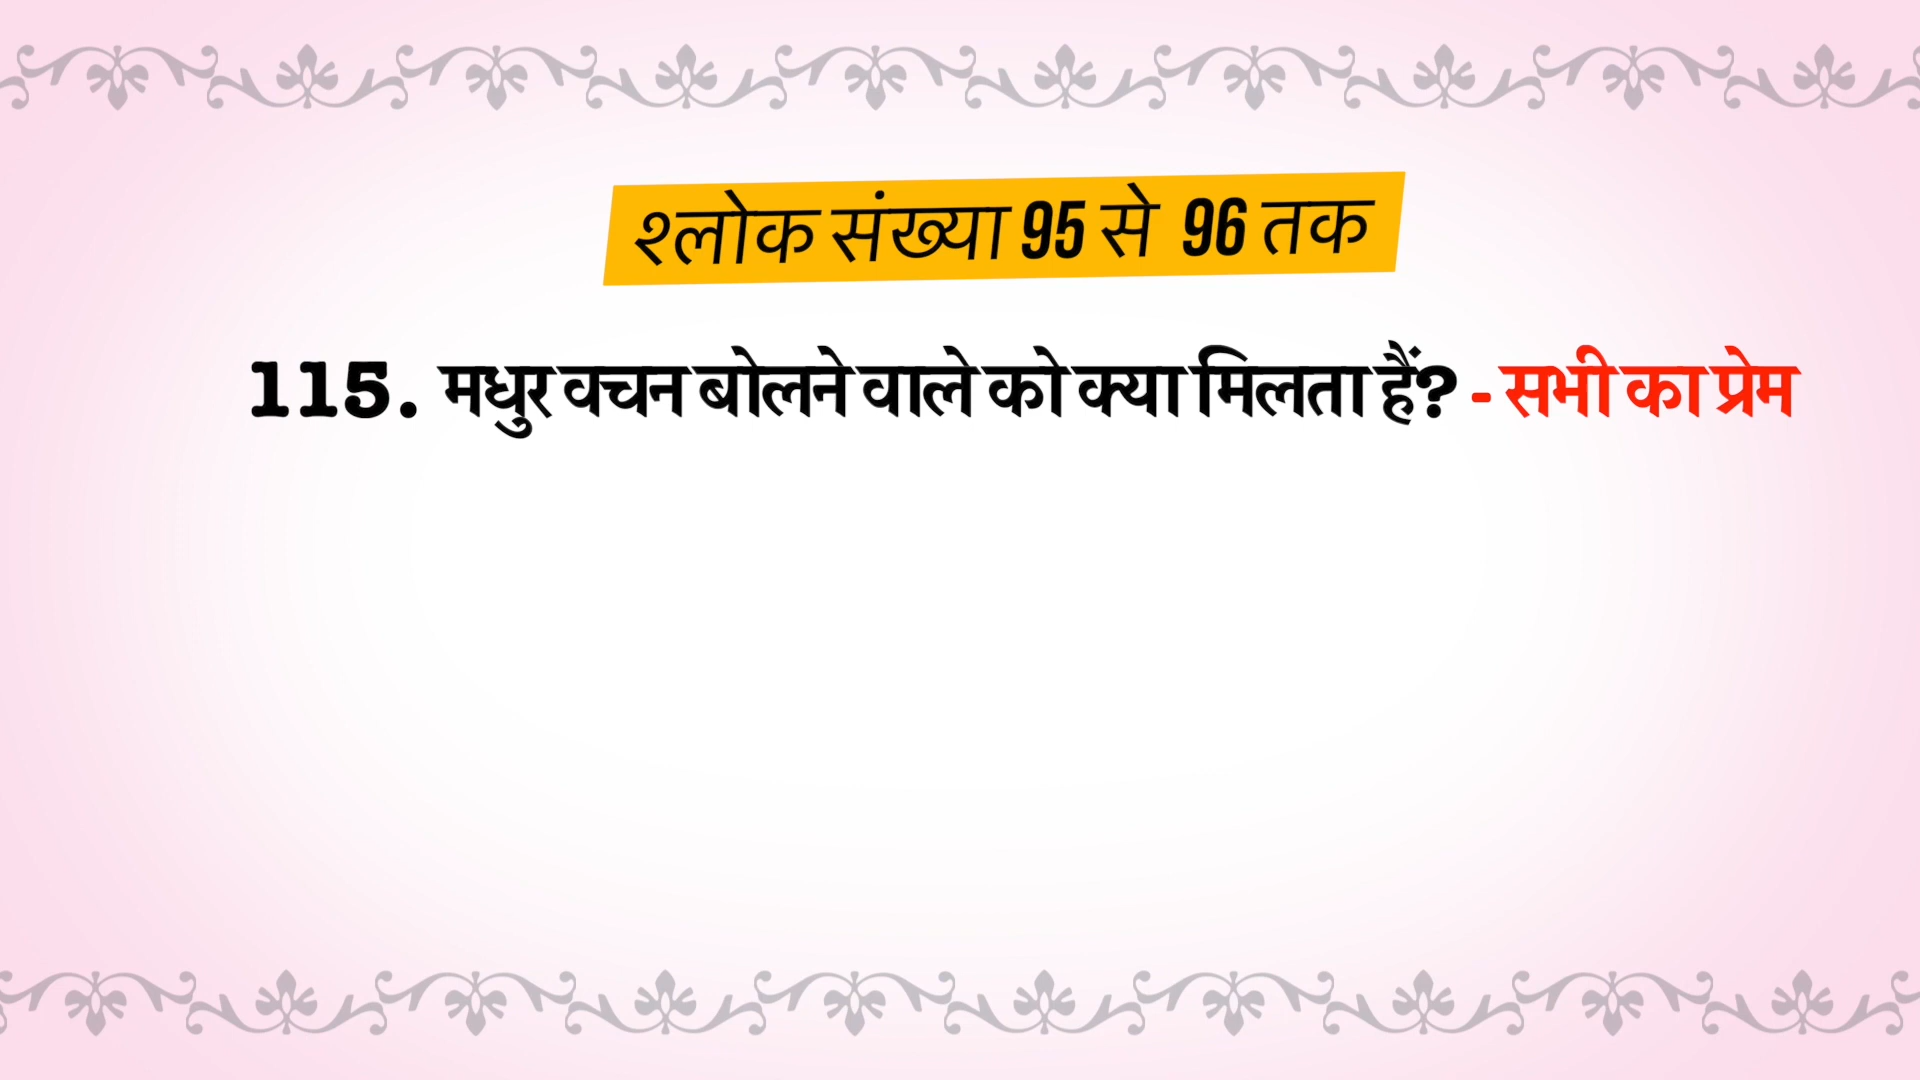 श्लोक संख्या 95 से 96 तक
115. मधुर वचन बोलने वाले को क्या मिलता हैं? - सभी का प्रेम